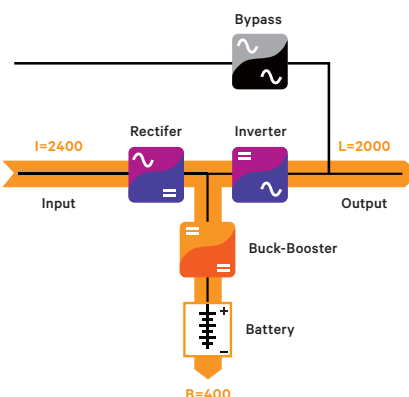 Bypass
I=2400
Rectifer
Inverter
L=2000
Input
Output
Buck-Booster
+
Battery
−
B=400